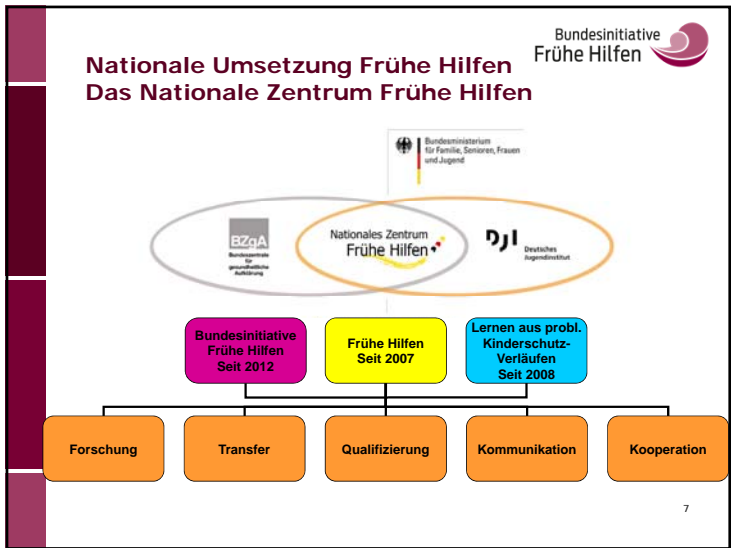 Bundesinitiative
Frühe Hilfen
Nationale Umsetzung Frühe Hilfen
Das Nationale Zentrum Frühe Hilfen
Bundesministerium
für Familie, Senioren, Frauen
und Jugend
BZgA
Bundeszentrale
für
gesundheitliche
Aufklärung
Nationales Zentrum
Frühe Hilfen
DJI
Deutsches
Jugendinstitut
Bundesinitiative
Frühe Hilfen
Seit 2012
Frühe Hilfen
Seit 2007
Lernen aus probl.
Kinderschutz-
Verläufen
Seit 2008
Forschung
Transfer
Qualifizierung
Kommunikation
Kooperation
7